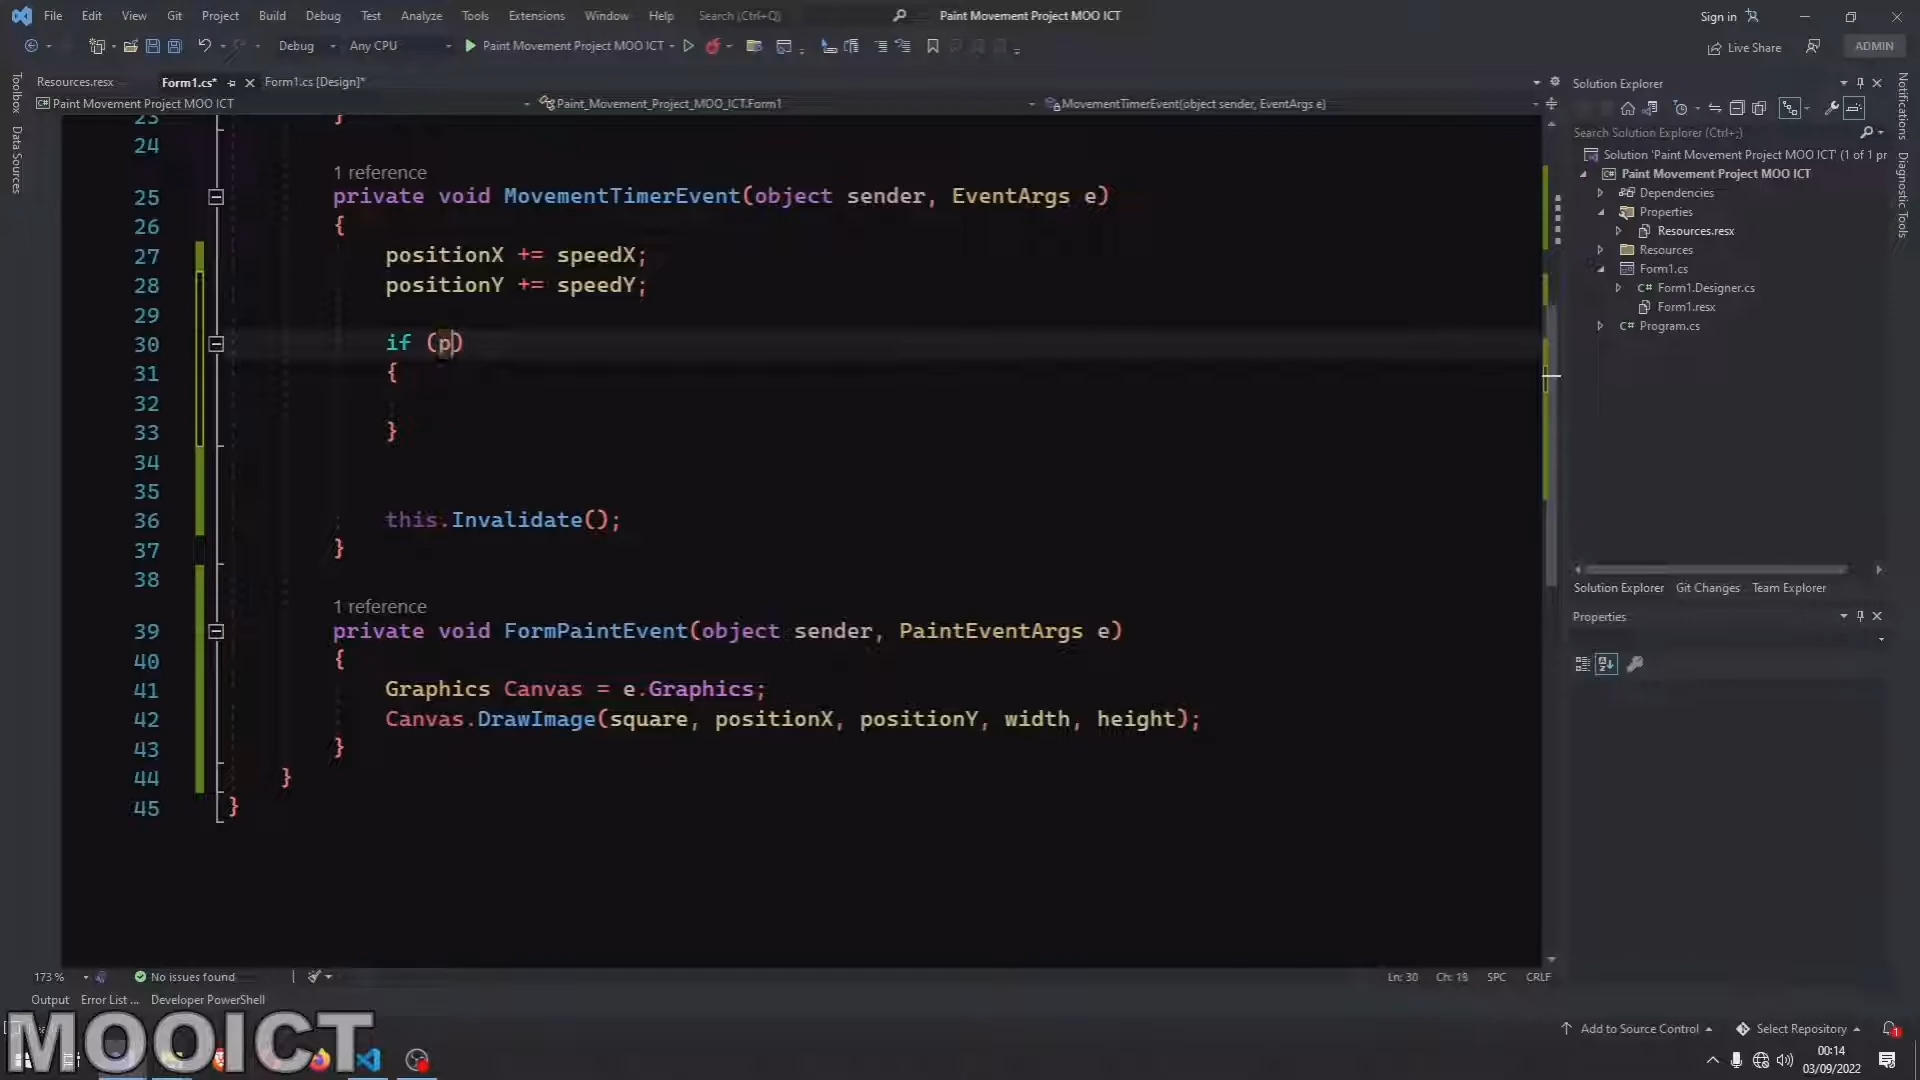 File Edit View Git Project Build Debug Test Analyze Tools Extensions Window Help Search (Ctrl+Q) Paint Movement Project MOO ICT Sign in
Debug Any CPU Paint Movement Project MOO ICT Live Share ADMIN
Resources.resx Form1.cs* Form1.cs [Design]*
Paint Movement Project MOO ICT Paint_Movement_Project_MOO_ICT.Form1 MovementTimerEvent(object sender, EventArgs e)
Toolbox
Data Sources
23 }
24
1 reference
25 private void MovementTimerEvent(object sender, EventArgs e)
26 {
27 positionX += speedX;
28 positionY += speedY;
29
30 if (p)
31 {
32
33 }
34
35
36 this.Invalidate();
37 }
38
1 reference
39 private void FormPaintEvent(object sender, PaintEventArgs e)
40 {
41 Graphics Canvas = e.Graphics;
42 Canvas.DrawImage(square, positionX, positionY, width, height);
43 }
44 }
45 }
173 % No issues found Ln: 30 Ch: 18 SPC CRLF
Output Error List ... Developer PowerShell
Solution Explorer
Search Solution Explorer (Ctrl+;)
Solution 'Paint Movement Project MOO ICT' (1 of 1 pr
C# Paint Movement Project MOO ICT
Dependencies
Properties
Resources.resx
Resources
Form1.cs
C# Form1.Designer.cs
Form1.resx
C# Program.cs
Solution Explorer Git Changes Team Explorer
Properties
Notifications
Diagnostic Tools
Add to Source Control Select Repository 1
MOOICT
00:14
03/09/2022